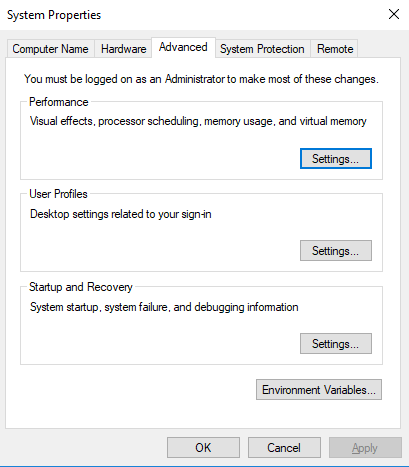 System Properties
Computer Name Hardware Advanced System Protection Remote
You must be logged on as an Administrator to make most of these changes.
Performance
Visual effects, processor scheduling, memory usage, and virtual memory
Settings...
User Profiles
Desktop settings related to your sign-in
Settings...
Startup and Recovery
System startup, system failure, and debugging information
Settings...
Environment Variables...
OK Cancel Apply